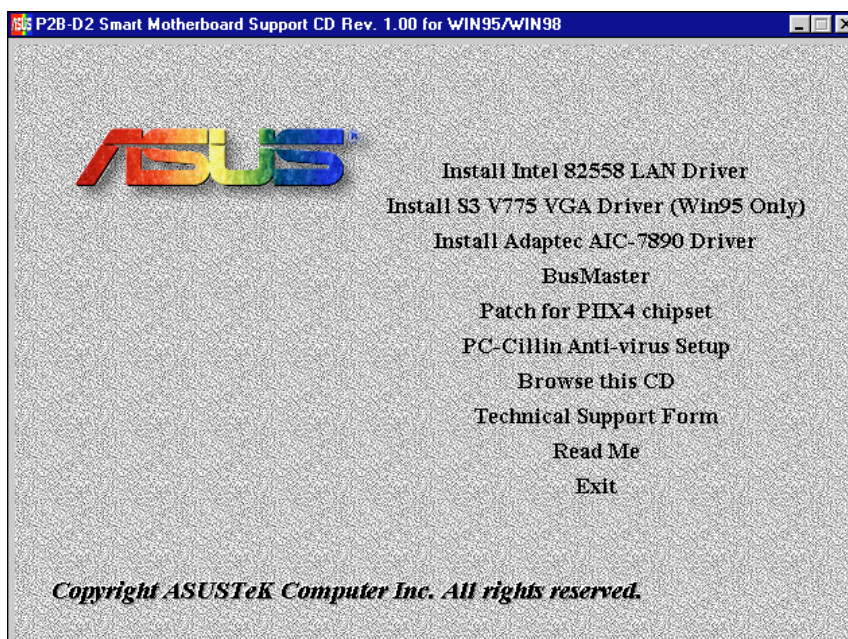 P2B-D2 Smart Motherboard Support CD Rev. 1.00 for WIN95/WIN98
ASUS®
Install Intel 82558 LAN Driver
Install S3 V775 VGA Driver (Win95 Only)
Install Adaptec AIC-7890 Driver
BusMaster
Patch for PIIX4 chipset
PC-Cillin Anti-virus Setup
Browse this CD
Technical Support Form
Read Me
Exit
Copyright ASUSTeK Computer Inc. All rights reserved.